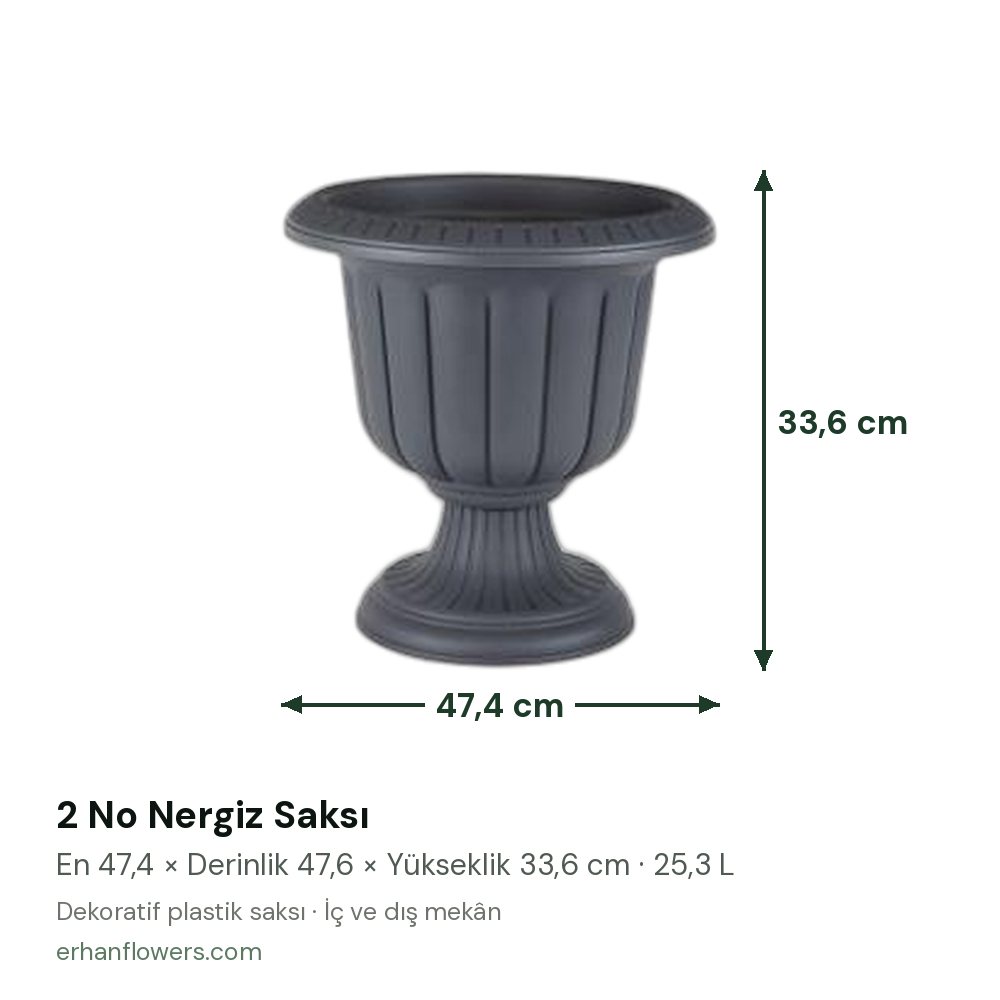 33,6 cm
47,4 cm
2 No Nergiz Saksı
En 47,4 × Derinlik 47,6 × Yükseklik 33,6 cm · 25,3 L
Dekoratif plastik saksı · İç ve dış mekân
erhanflowers.com